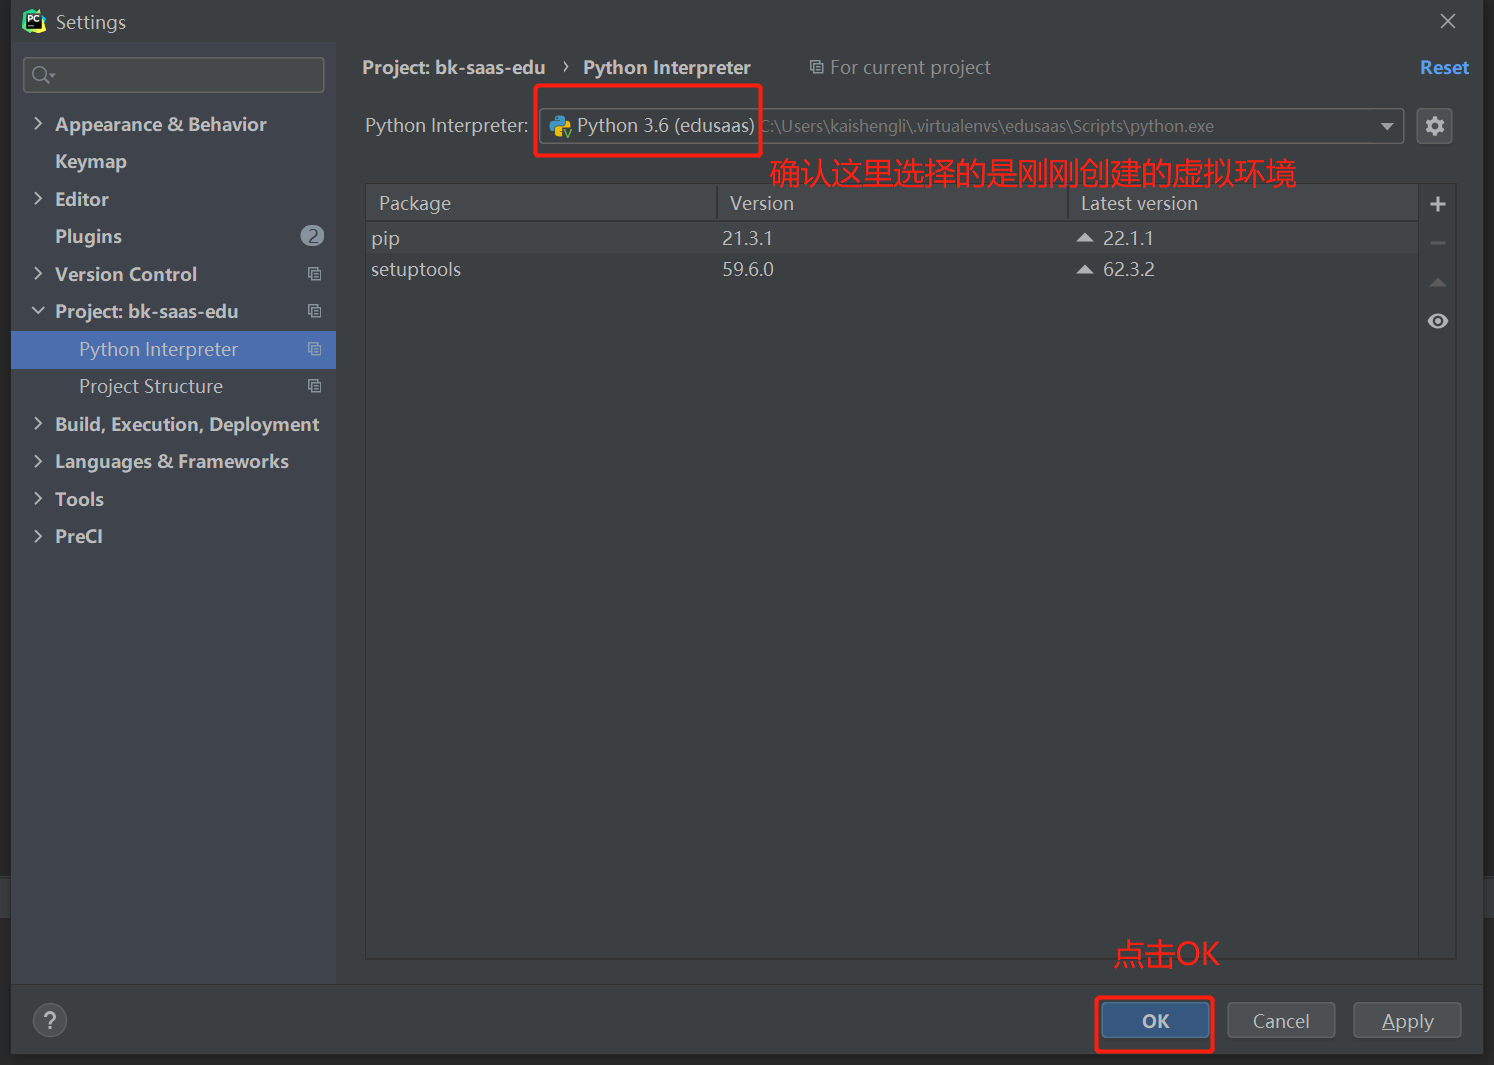 Settings
Project: bk-saas-edu › Python Interpreter For current project Reset
Python Interpreter: Python 3.6 (edusaas) C:\Users\kaishengli\.virtualenvs\edusaas\Scripts\python.exe
确认这里选择的是刚刚创建的虚拟环境
Appearance & Behavior
Keymap
Editor
Plugins 2
Version Control
Project: bk-saas-edu
Python Interpreter
Project Structure
Build, Execution, Deployment
Languages & Frameworks
Tools
PreCI
Package Version Latest version
pip 21.3.1 22.1.1
setuptools 59.6.0 62.3.2
点击OK
? OK Cancel Apply